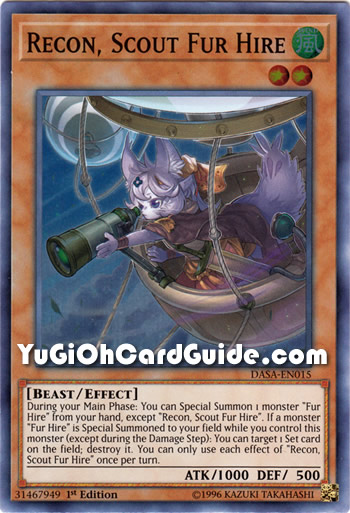 RECON, SCOUT FUR HIRE 風
YuGiOhCardGuide.com
DASA-EN015
[BEAST/EFFECT]
During your Main Phase: You can Special Summon 1 monster "Fur
Hire" from your hand, except "Recon, Scout Fur Hire". If a monster
"Fur Hire" is Special Summoned to your field while you control this
monster (except during the Damage Step): You can target 1 Set card
on the field; destroy it. You can only use each effect of "Recon,
Scout Fur Hire" once per turn.
ATK/1000 DEF/ 500
31467949 1st Edition ©1996 KAZUKI TAKAHASHI